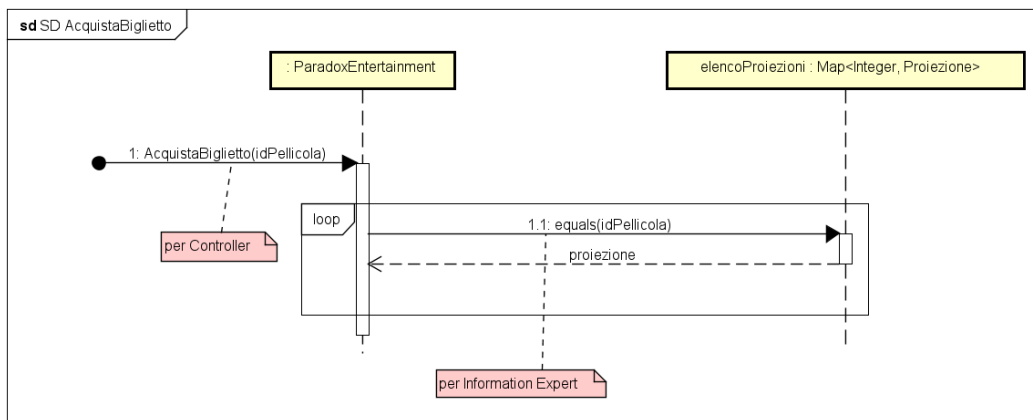 sd SD AcquistaBiglietto
: ParadoxEntertainment
elencoProiezioni : Map<Integer, Proiezione>
1: AcquistaBiglietto(idPellicola)
loop
1.1: equals(idPellicola)
per Controller
proiezione
per Information Expert